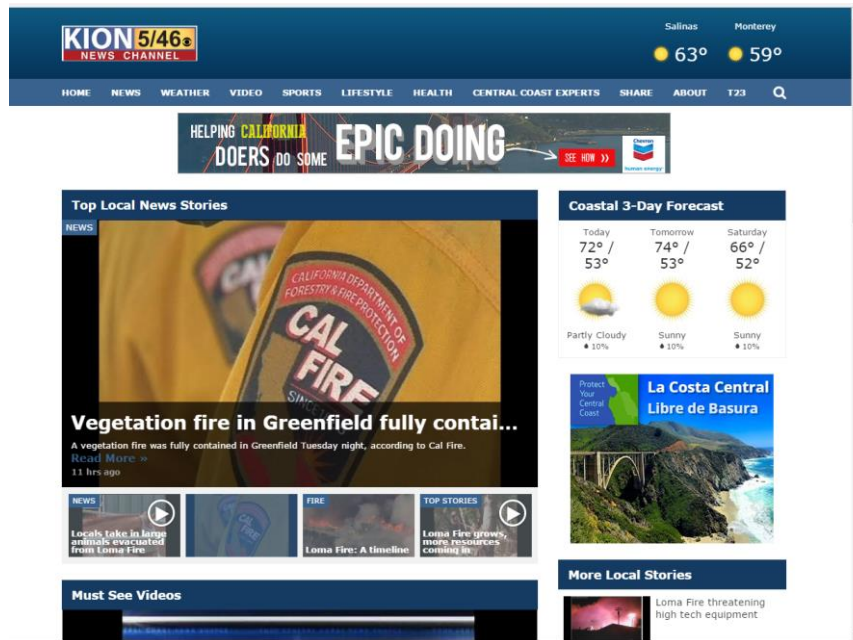 KION 5/46
NEWS CHANNEL
Salinas
63°
Monterey
59°
HOME NEWS WEATHER VIDEO SPORTS LIFESTYLE HEALTH CENTRAL COAST EXPERTS SHARE ABOUT T23
HELPING CALIFORNIA
DOERS DO SOME
EPIC DOING
SEE HOW »
Chevron
human energy
Top Local News Stories
NEWS
CALIFORNIA DEPARTMENT OF
FORESTRY & FIRE PROTECTION
CAL
FIRE
SINCE
Vegetation fire in Greenfield fully contai...
A vegetation fire was fully contained in Greenfield Tuesday night, according to Cal Fire.
Read More »
11 hrs ago
NEWS
Locals take in large
animals evacuated
from Loma Fire
FIRE
Loma Fire: A timeline
TOP STORIES
Loma Fire grows,
more resources
coming in
Must See Videos
Coastal 3-Day Forecast
Today
72° /
53°
Partly Cloudy
10%
Tomorrow
74° /
53°
Sunny
10%
Saturday
66° /
52°
Sunny
10%
Protect
Your
Central
Coast
La Costa Central
Libre de Basura
More Local Stories
Loma Fire threatening
high tech equipment